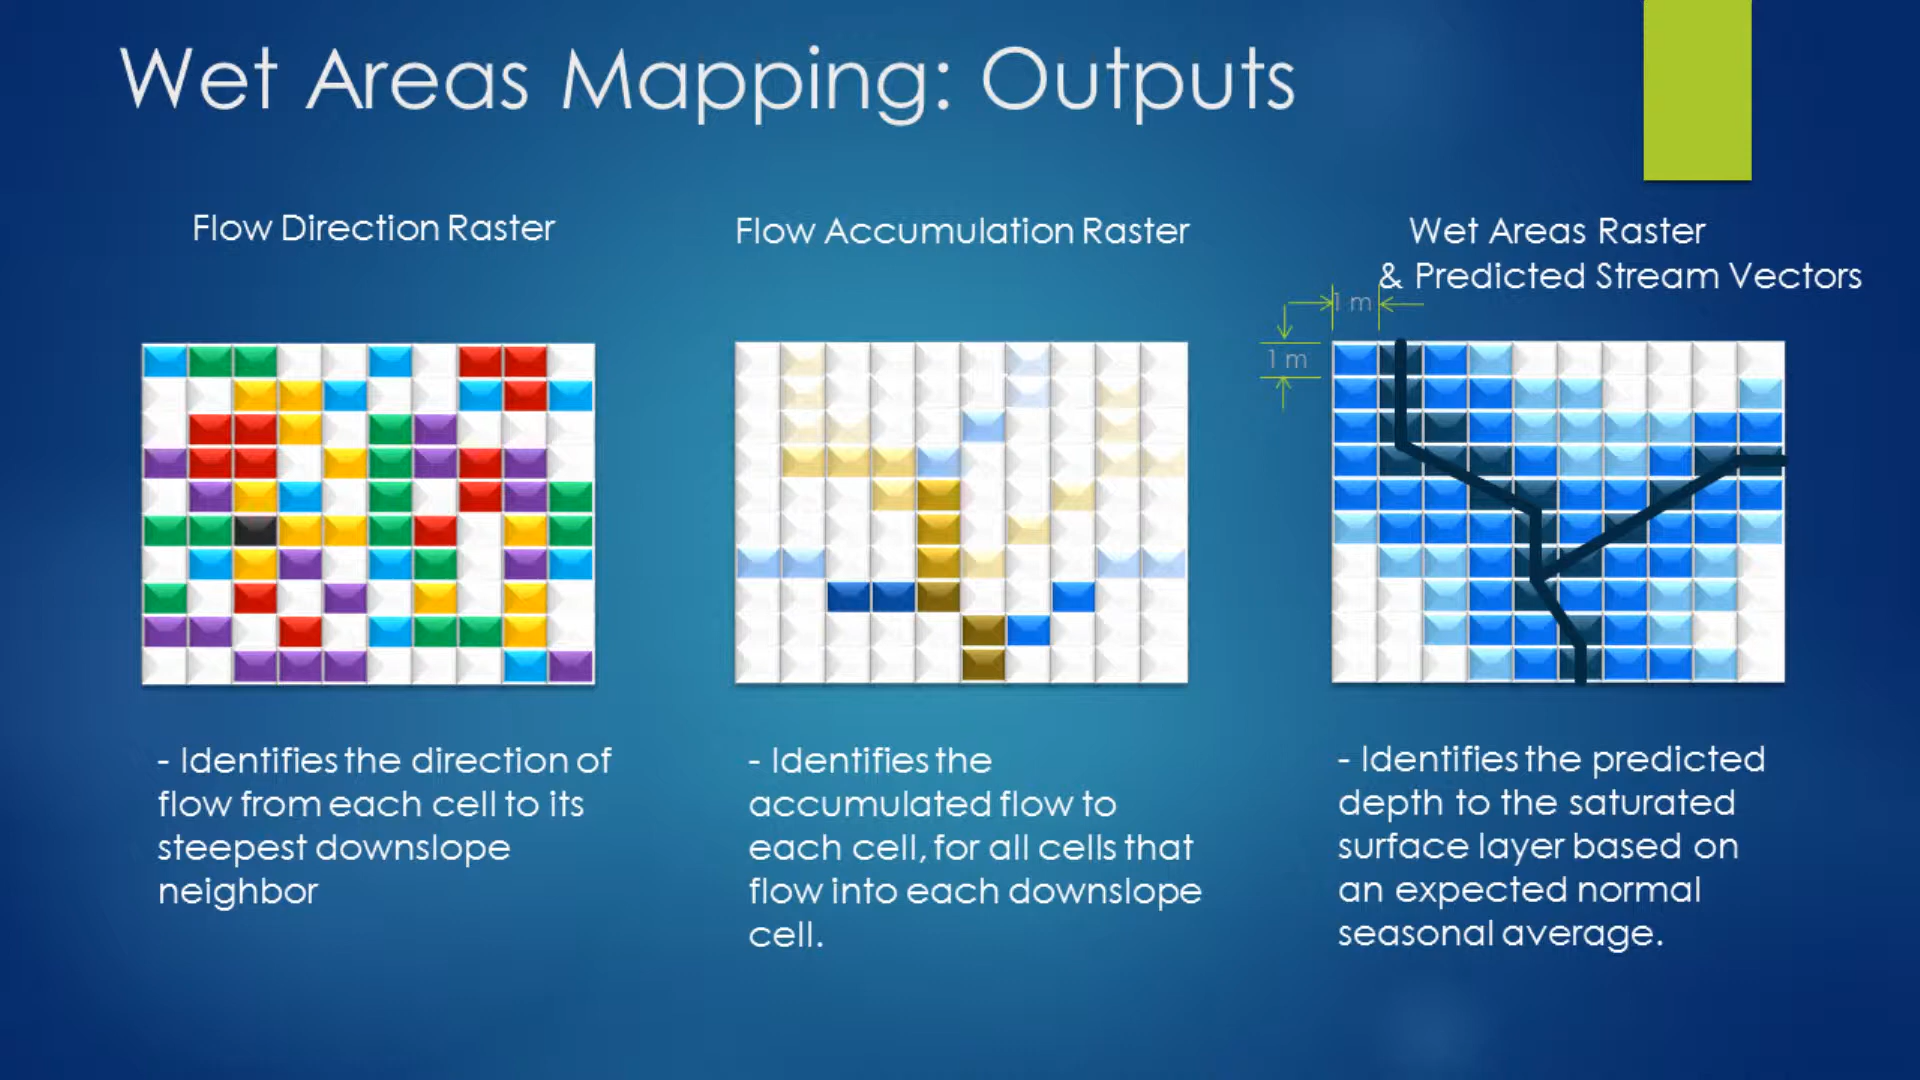 Wet Areas Mapping: Outputs
Flow Direction Raster
Flow Accumulation Raster
Wet Areas Raster
& Predicted Stream Vectors
1 m
1 m
- Identifies the direction of
flow from each cell to its
steepest downslope
neighbor
- Identifies the
accumulated flow to
each cell, for all cells that
flow into each downslope
cell.
- Identifies the predicted
depth to the saturated
surface layer based on
an expected normal
seasonal average.